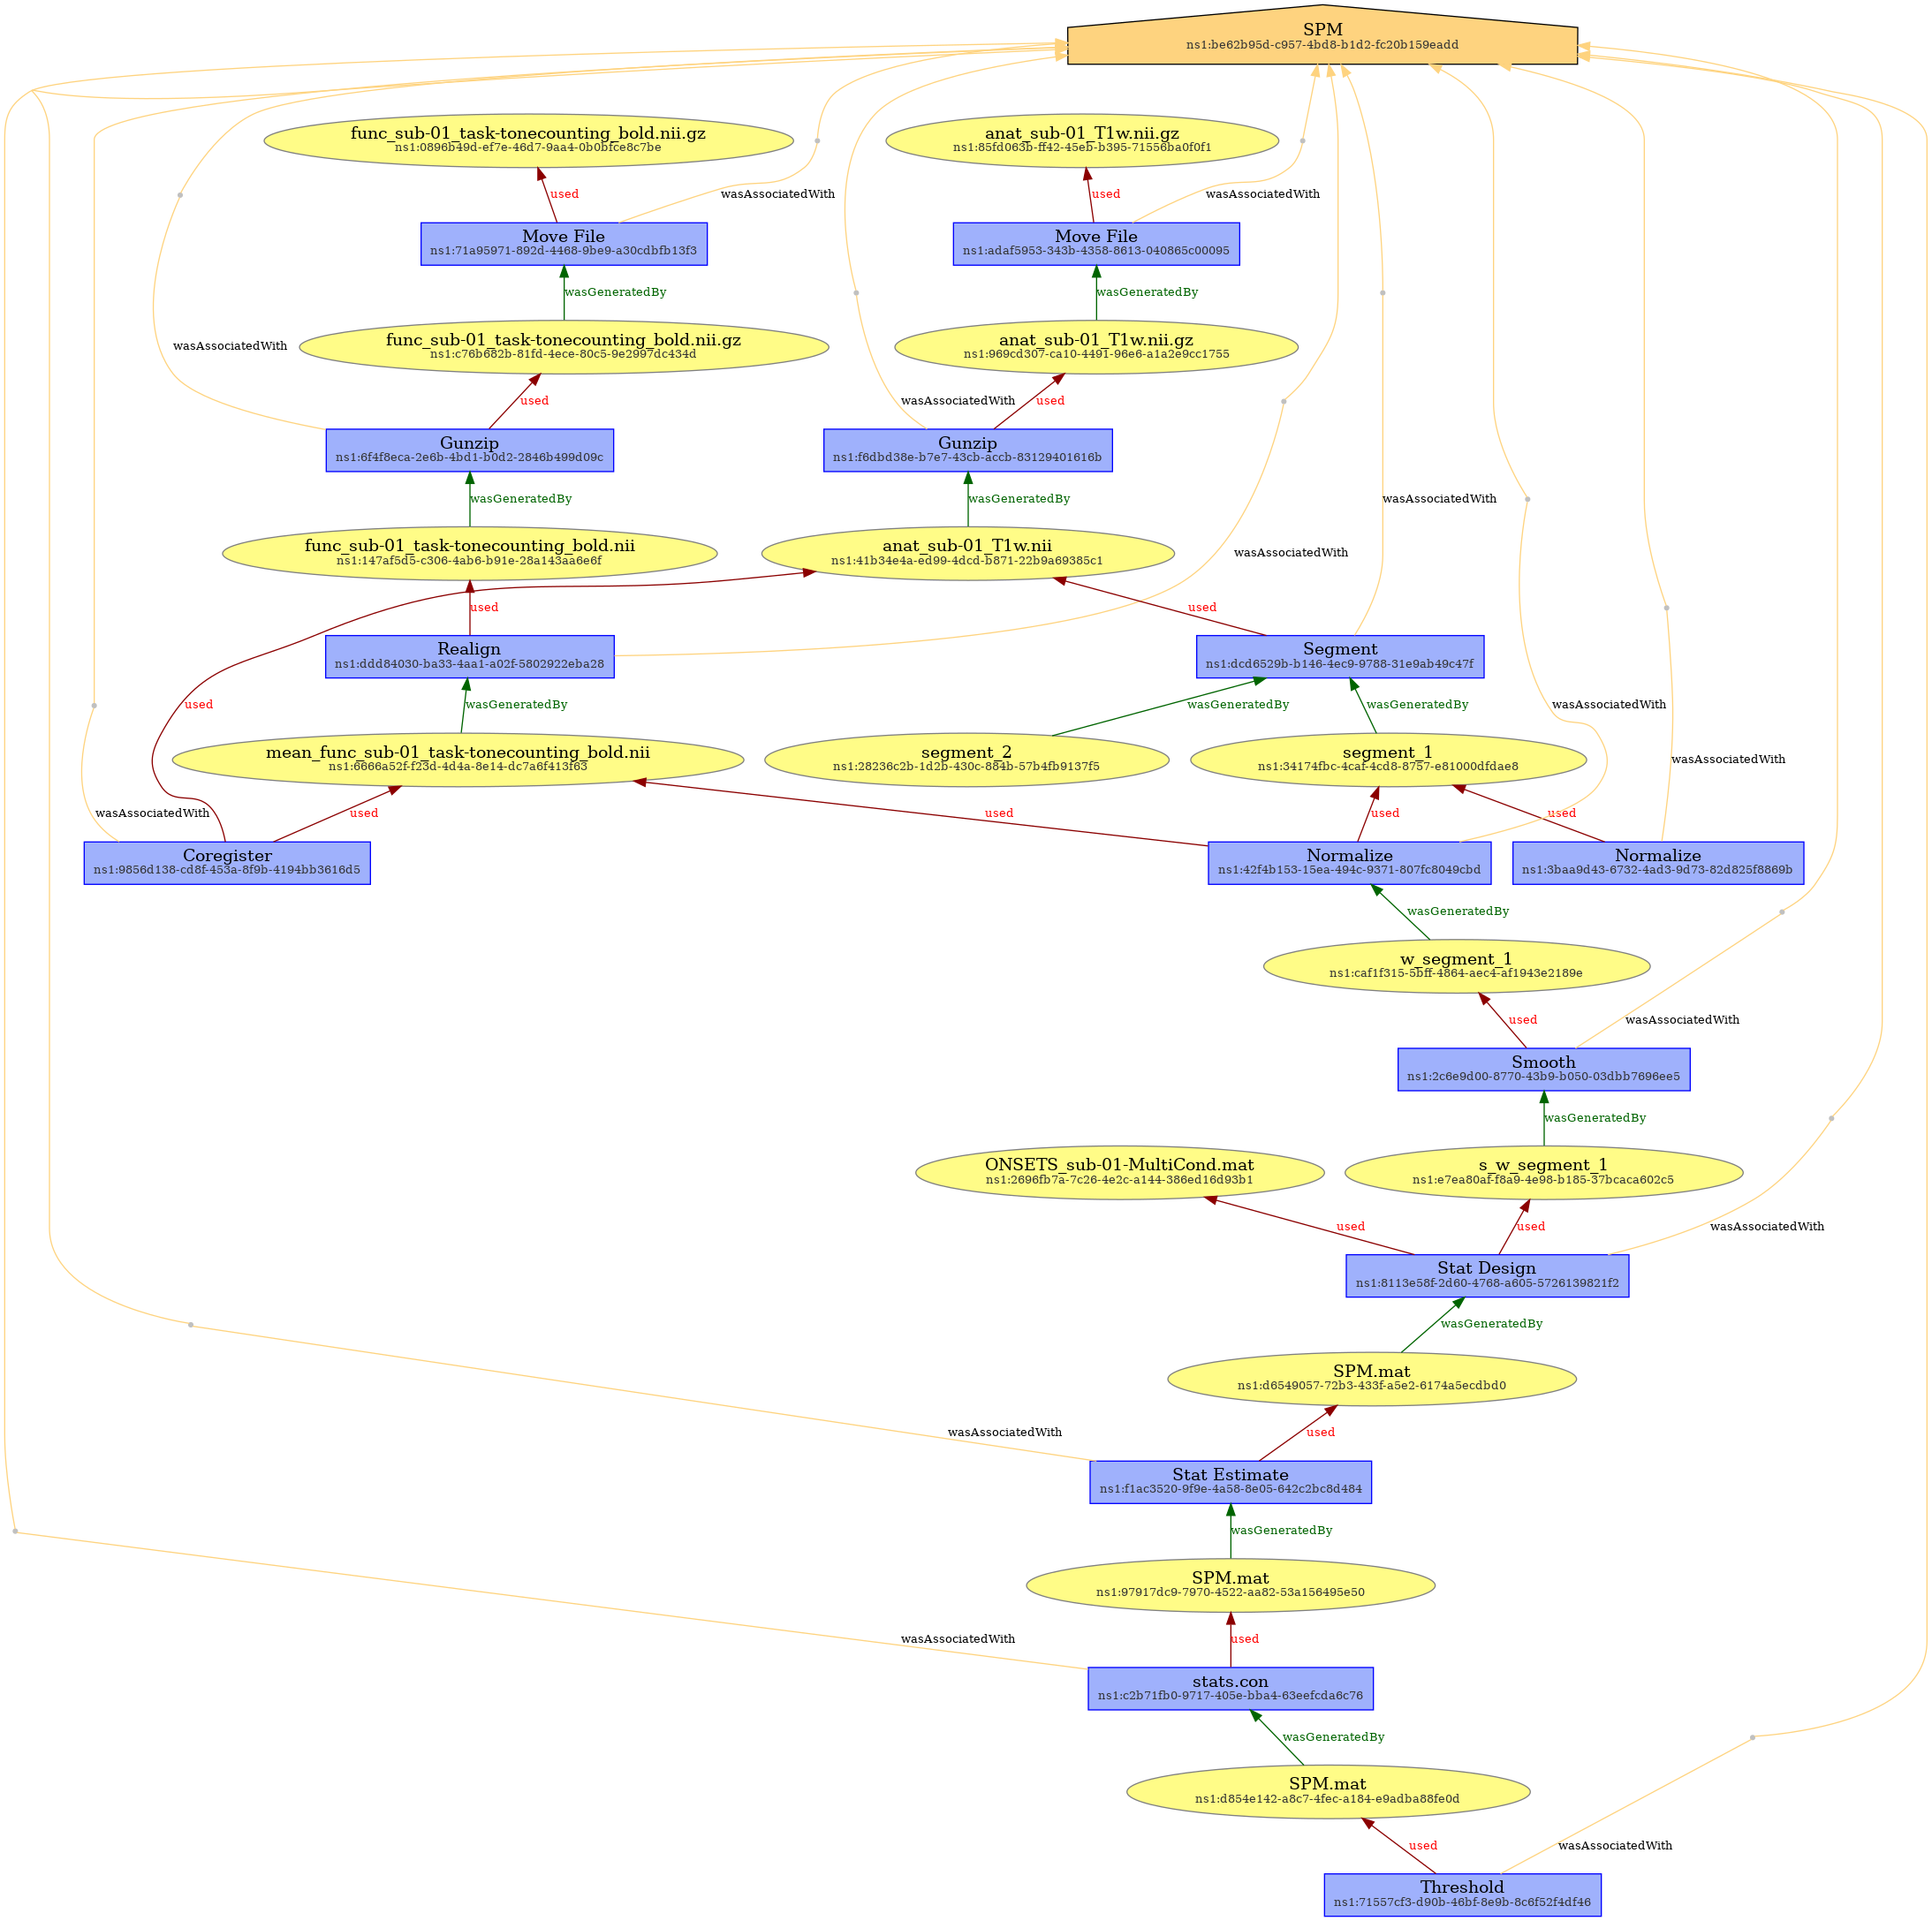 SPM
ns1:be62b95d-c957-4bd8-b1d2-fc20b159eadd
func_sub-01_task-tonecounting_bold.nii.gz
ns1:0896b49d-ef7e-46d7-9aa4-0b0bfce8c7be
anat_sub-01_T1w.nii.gz
ns1:85fd063b-ff42-45eb-b395-71556ba0f0f1
used
wasAssociatedWith
used
wasAssociatedWith
Move File
ns1:71a95971-892d-4468-9be9-a30cdbfb13f3
Move File
ns1:adaf5953-343b-4358-8613-040865c00095
wasGeneratedBy
wasGeneratedBy
func_sub-01_task-tonecounting_bold.nii.gz
ns1:c76b682b-81fd-4ece-80c5-9e2997dc434d
anat_sub-01_T1w.nii.gz
ns1:969cd307-ca10-4491-96e6-a1a2e9cc1755
wasAssociatedWith
used
wasAssociatedWith
used
Gunzip
ns1:6f4f8eca-2e6b-4bd1-b0d2-2846b499d09c
Gunzip
ns1:f6dbd38e-b7e7-43cb-accb-83129401616b
wasGeneratedBy
wasGeneratedBy
wasAssociatedWith
func_sub-01_task-tonecounting_bold.nii
ns1:147af5d5-c306-4ab6-b91e-28a143aa6e6f
anat_sub-01_T1w.nii
ns1:41b34e4a-ed99-4dcd-b871-22b9a69385c1
wasAssociatedWith
used
used
Realign
ns1:ddd84030-ba33-4aa1-a02f-5802922eba28
Segment
ns1:dcd6529b-b146-4ec9-9788-31e9ab49c47f
used
wasGeneratedBy
wasGeneratedBy
wasGeneratedBy
wasAssociatedWith
mean_func_sub-01_task-tonecounting_bold.nii
ns1:6666a52f-f23d-4d4a-8e14-dc7a6f413f63
segment_2
ns1:28236c2b-1d2b-430c-884b-57b4fb9137f5
segment_1
ns1:34174fbc-4caf-4cd8-8757-e81000dfdae8
wasAssociatedWith
wasAssociatedWith
used
used
used
used
Coregister
ns1:9856d138-cd8f-453a-8f9b-4194bb3616d5
Normalize
ns1:42f4b153-15ea-494c-9371-807fc8049cbd
Normalize
ns1:3baa9d43-6732-4ad3-9d73-82d825f8869b
wasGeneratedBy
w_segment_1
ns1:caf1f315-5bff-4864-aec4-af1943e2189e
used
wasAssociatedWith
Smooth
ns1:2c6e9d00-8770-43b9-b050-03dbb7696ee5
wasGeneratedBy
ONSETS_sub-01-MultiCond.mat
ns1:2696fb7a-7c26-4e2c-a144-386ed16d93b1
s_w_segment_1
ns1:e7ea80af-f8a9-4e98-b185-37bcaca602c5
used
used
wasAssociatedWith
Stat Design
ns1:8113e58f-2d60-4768-a605-5726139821f2
wasGeneratedBy
SPM.mat
ns1:d6549057-72b3-433f-a5e2-6174a5ecdbd0
wasAssociatedWith
used
Stat Estimate
ns1:f1ac3520-9f9e-4a58-8e05-642c2bc8d484
wasGeneratedBy
SPM.mat
ns1:97917dc9-7970-4522-aa82-53a156495e50
wasAssociatedWith
used
stats.con
ns1:c2b71fb0-9717-405e-bba4-63eefcda6c76
wasGeneratedBy
SPM.mat
ns1:d854e142-a8c7-4fec-a184-e9adba88fe0d
used
wasAssociatedWith
Threshold
ns1:71557cf3-d90b-46bf-8e9b-8c6f52f4df46